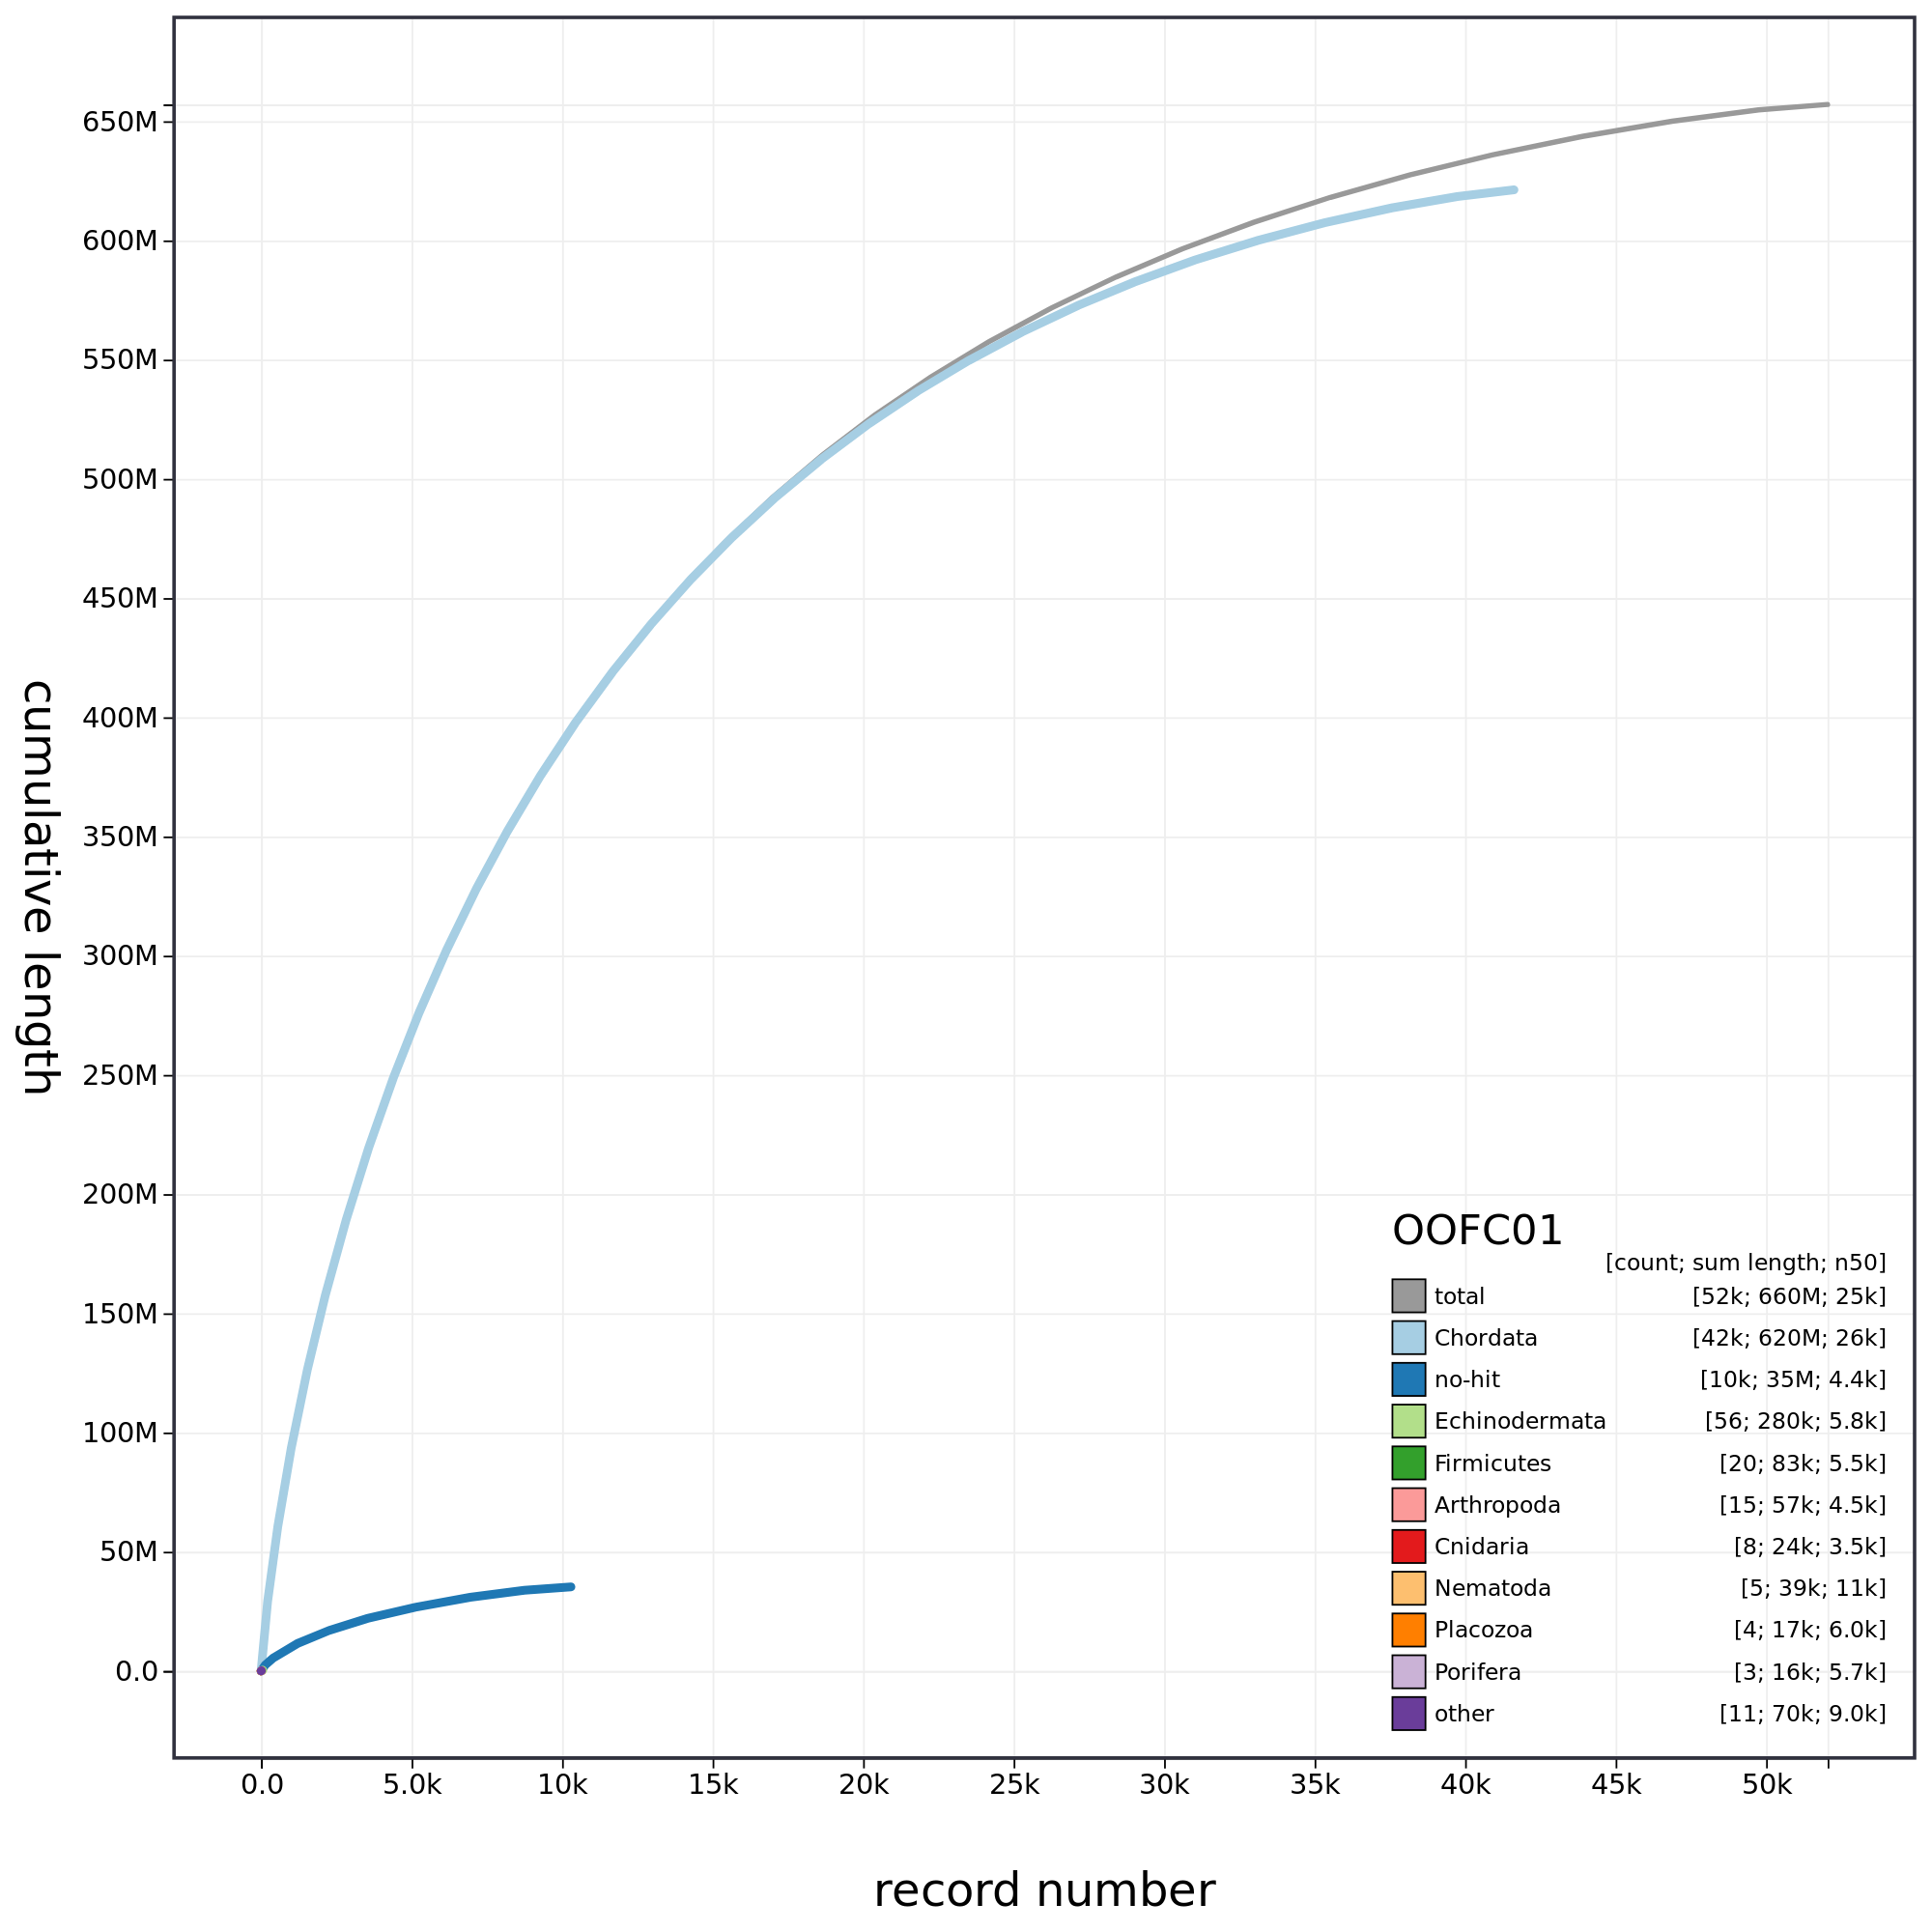 650M
600M
550M
500M
450M
400M
350M
300M
250M
200M
150M
100M
50M
0.0
cumulative length
OOFC01
[count; sum length; n50]
total [52k; 660M; 25k]
Chordata [42k; 620M; 26k]
no-hit [10k; 35M; 4.4k]
Echinodermata [56; 280k; 5.8k]
Firmicutes [20; 83k; 5.5k]
Arthropoda [15; 57k; 4.5k]
Cnidaria [8; 24k; 3.5k]
Nematoda [5; 39k; 11k]
Placozoa [4; 17k; 6.0k]
Porifera [3; 16k; 5.7k]
other [11; 70k; 9.0k]
0.0 5.0k 10k 15k 20k 25k 30k 35k 40k 45k 50k
record number